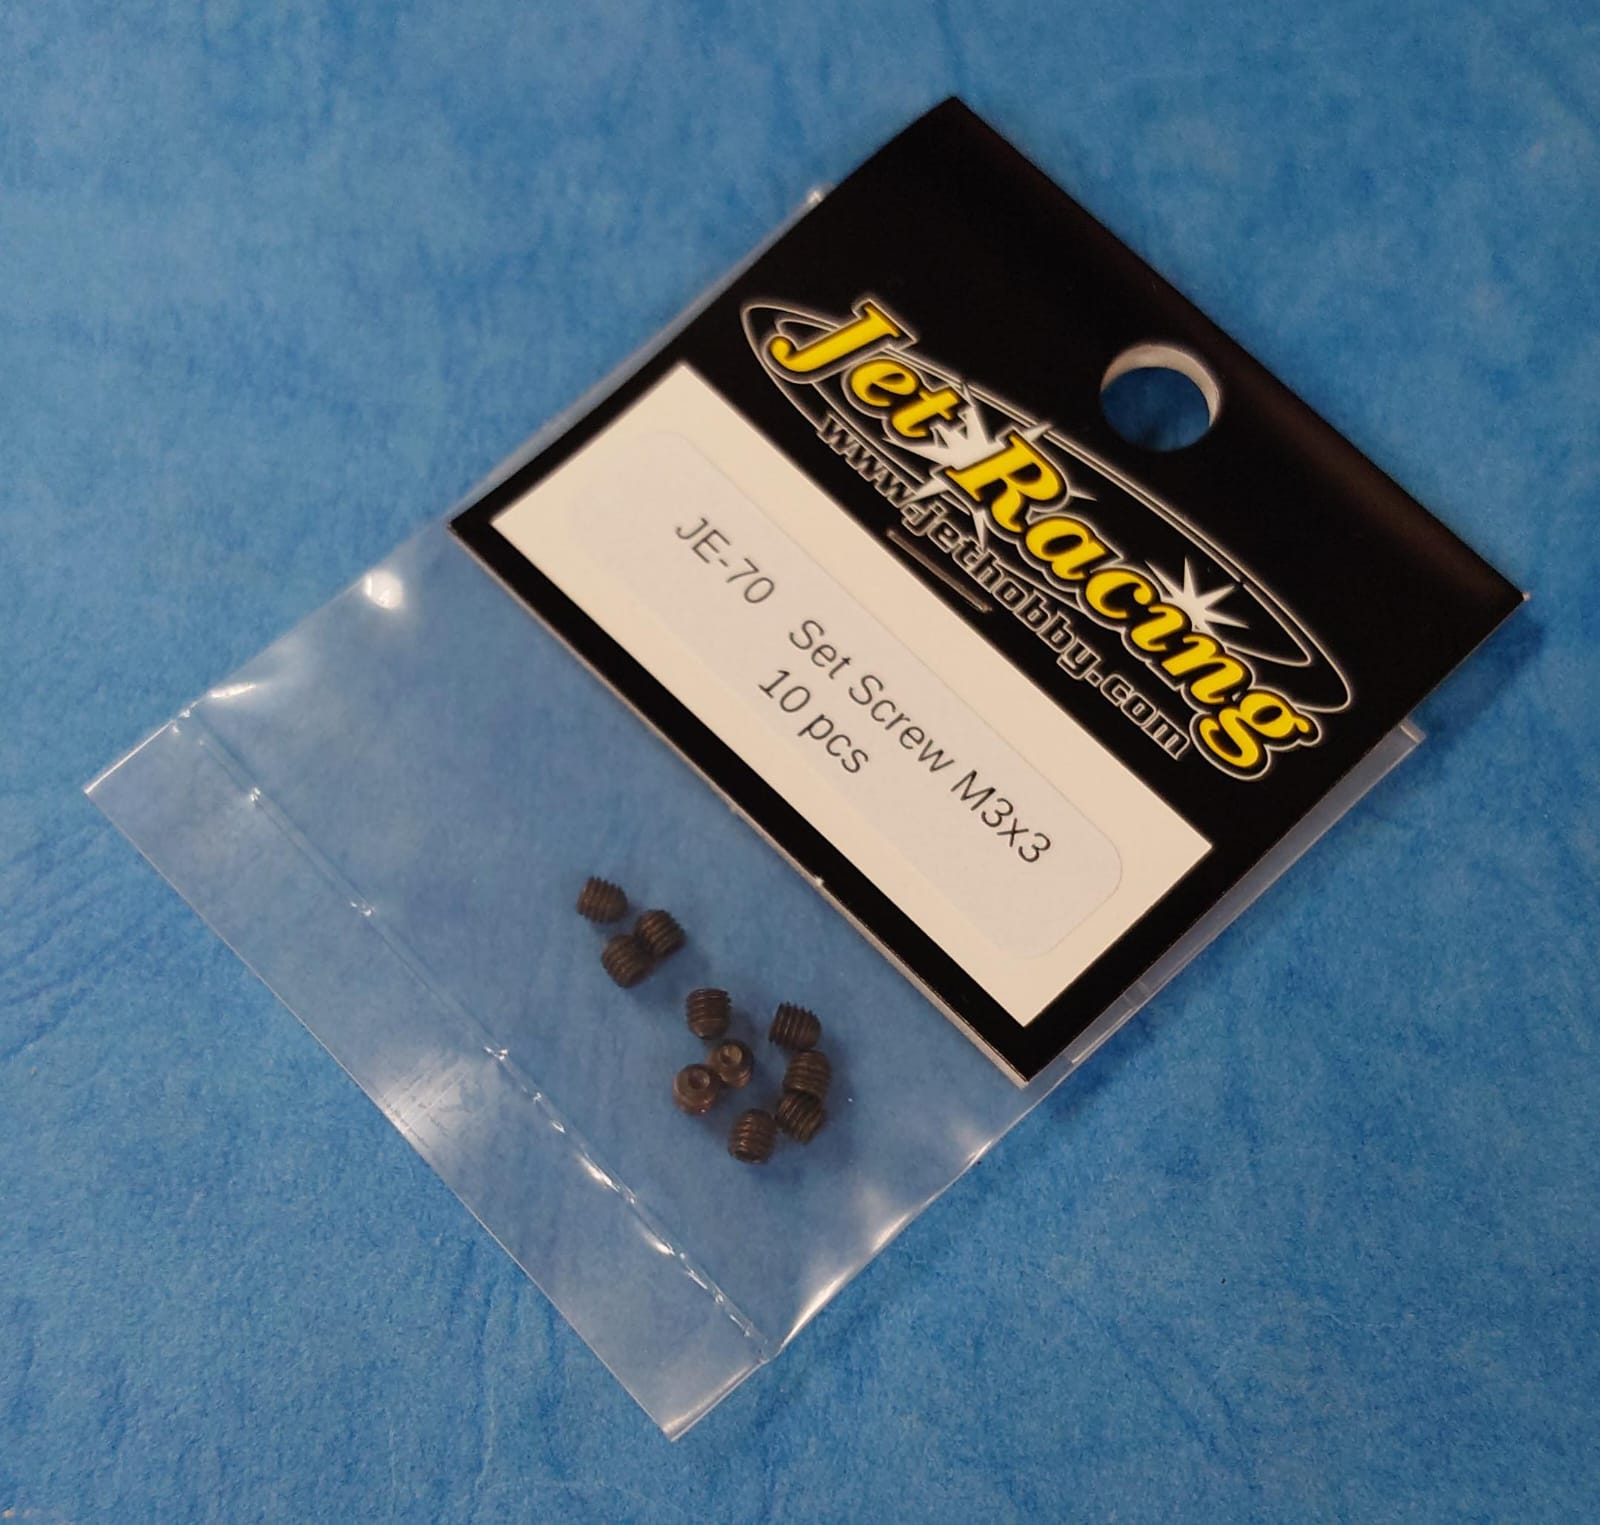 Jet Racing
www.jethobby.com
JE-70 Set Screw M3x3
10 pcs